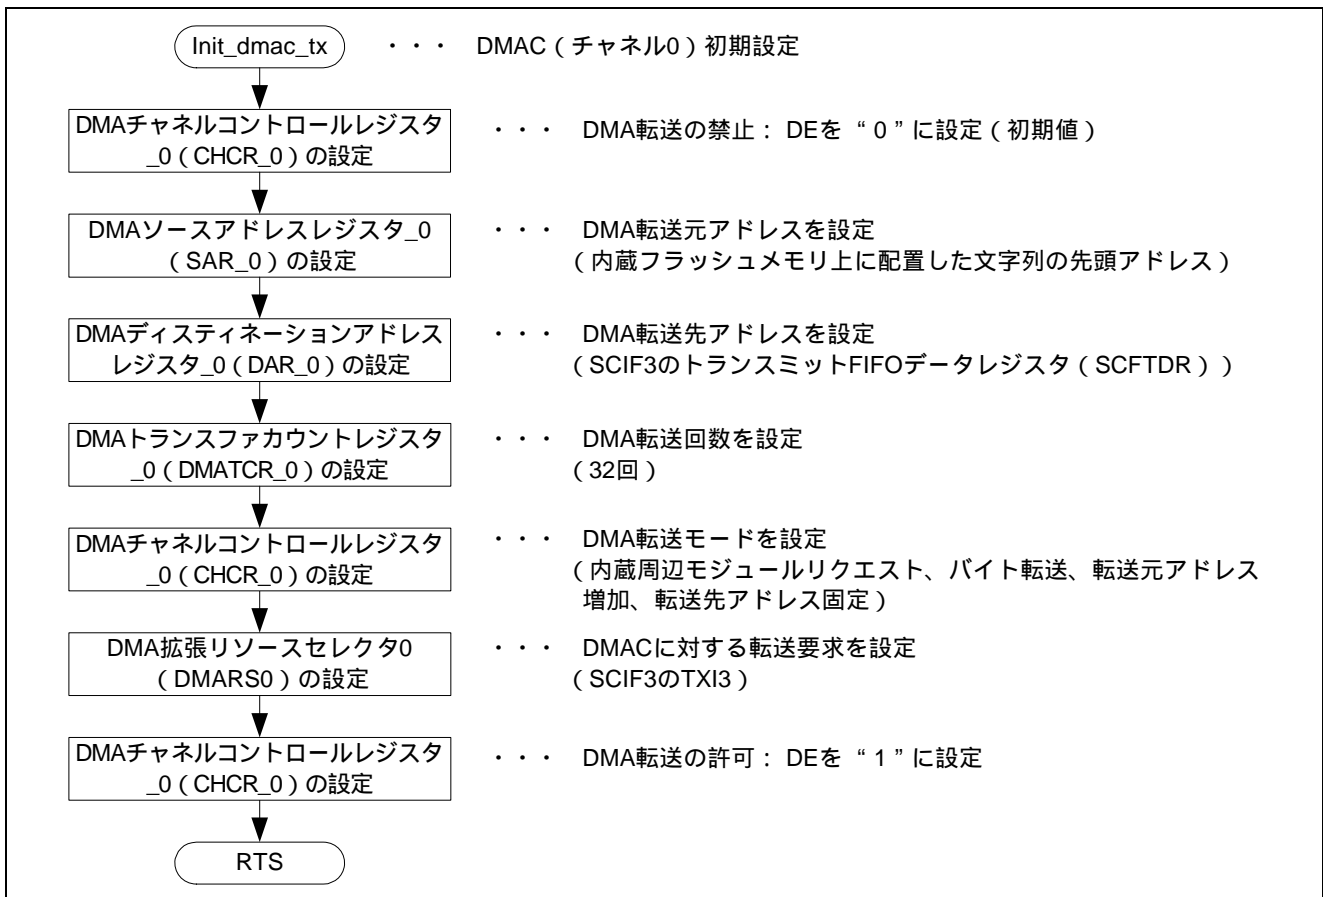 Init_dmac_tx ・・・ DMAC(チャネル0)初期設定
DMAチャネルコントロールレジスタ
_0(CHCR_0)の設定
・・・ DMA転送の禁止： DEを “0”に設定(初期値)
DMAソースアドレスレジスタ_0
(SAR_0)の設定
・・・ DMA転送元アドレスを設定
(内蔵フラッシュメモリ上に配置した文字列の先頭アドレス)
DMAディスティネーションアドレス
レジスタ_0(DAR_0)の設定
・・・ DMA転送先アドレスを設定
(SCIF3のトランスミットFIFOデータレジスタ(SCFTDR))
DMAトランスファカウントレジスタ
_0(DMATCR_0)の設定
・・・ DMA転送回数を設定
(32回)
DMAチャネルコントロールレジスタ
_0(CHCR_0)の設定
・・・ DMA転送モードを設定
(内蔵周辺モジュールリクエスト、バイト転送、転送元アドレス
増加、転送先アドレス固定)
DMA拡張リソースセレクタ0
(DMARS0)の設定
・・・ DMACに対する転送要求を設定
(SCIF3のTXI3)
DMAチャネルコントロールレジスタ
_0(CHCR_0)の設定
・・・ DMA転送の許可： DEを “1”に設定
RTS